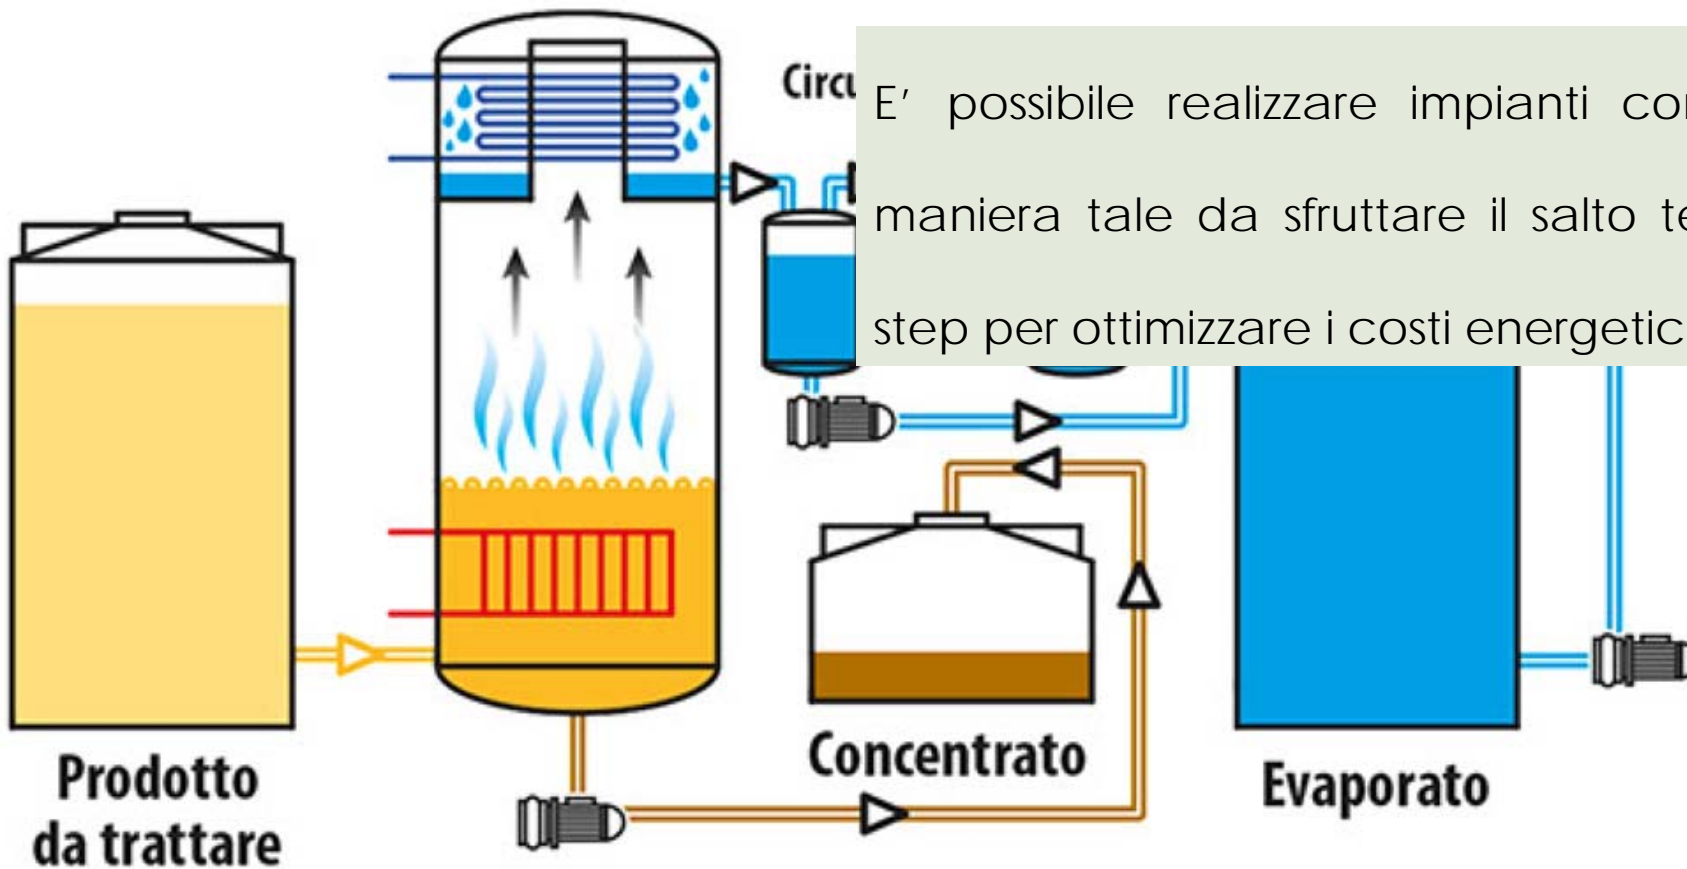 Circu
E' possibile realizzare impianti con
maniera tale da sfruttare il salto te
step per ottimizzare i costi energetic
Concentrato
Evaporato
Prodotto
da trattare